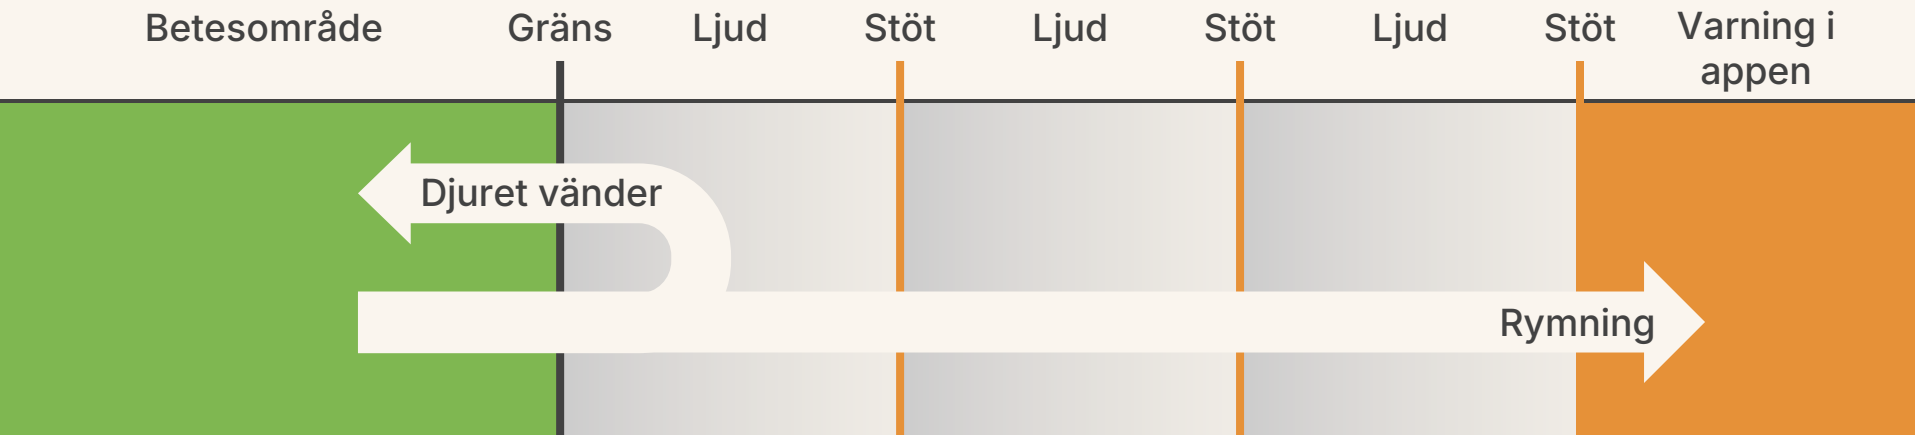 Betesområde
Gräns
Ljud
Stöt
Ljud
Stöt
Ljud
Stöt
Varning i
appen
Djuret vänder
Rymning